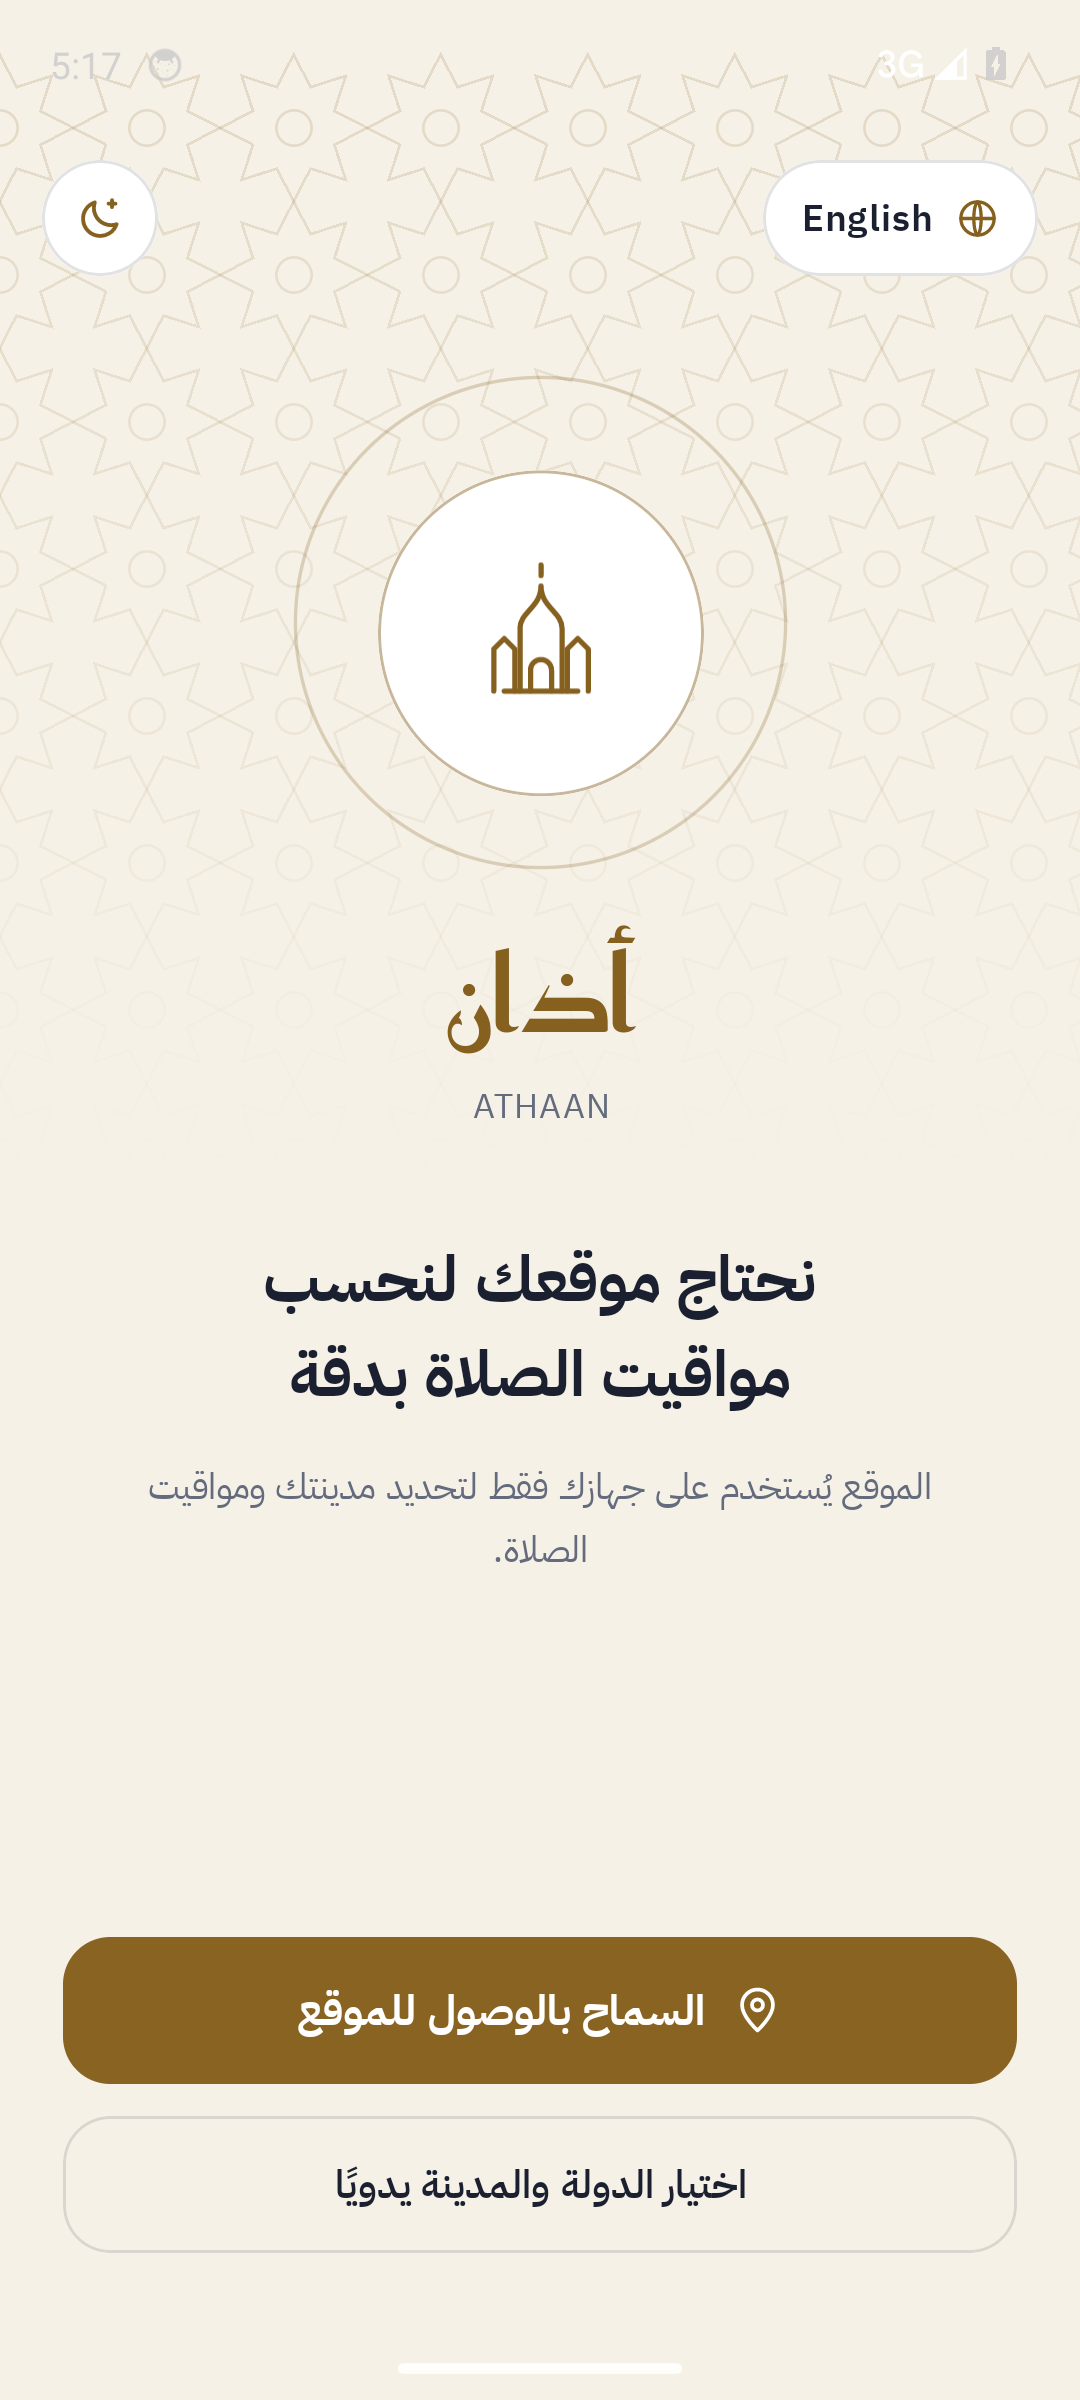 5:17
3G
English
أذان
ATHAAN
نحتاج موقعك لنحسب
مواقيت الصلاة بدقة
الموقع يُستخدم على جهازك فقط لتحديد مدينتك ومواقيت
الصلاة.
السماح بالوصول للموقع
اختيار الدولة والمدينة يدويًا